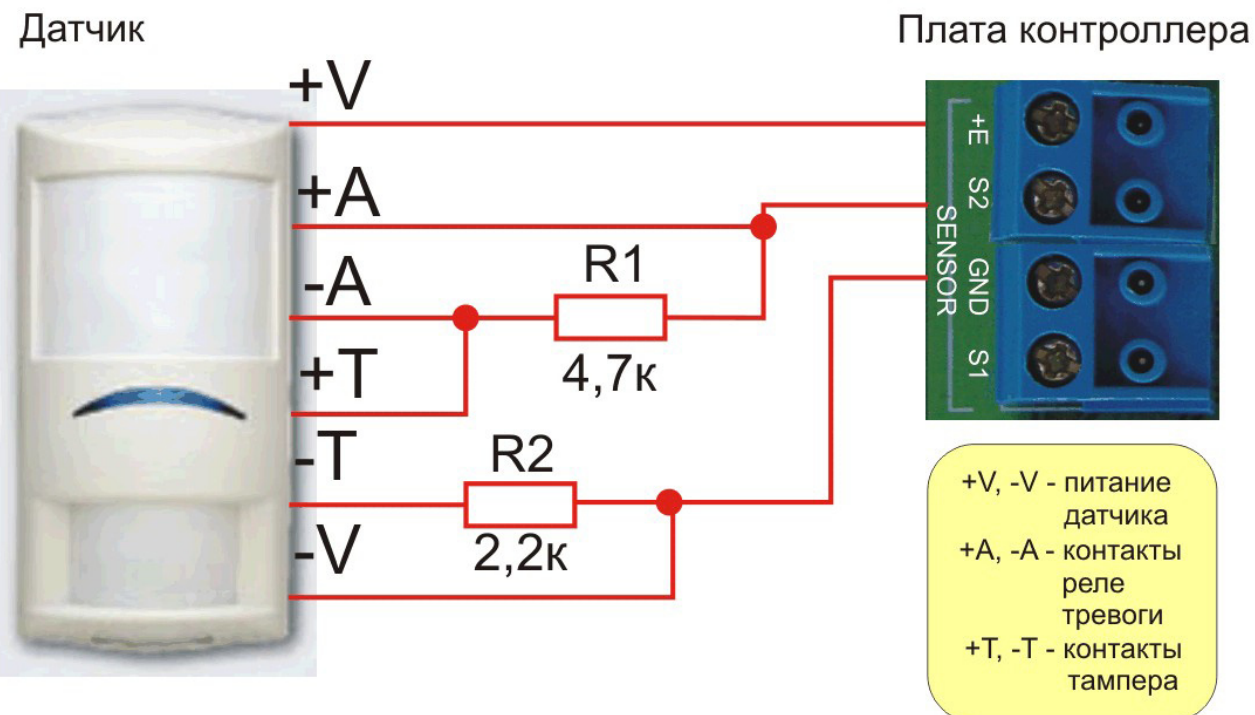 Датчик
Плата контроллера
+V
+A
-A
+T
-T
-V
R1
4,7к
R2
2,2к
SENSOR
+E
S2
GND
S1
+V, -V - питание
датчика
+A, -A - контакты
реле
тревоги
+T, -T - контакты
тампера